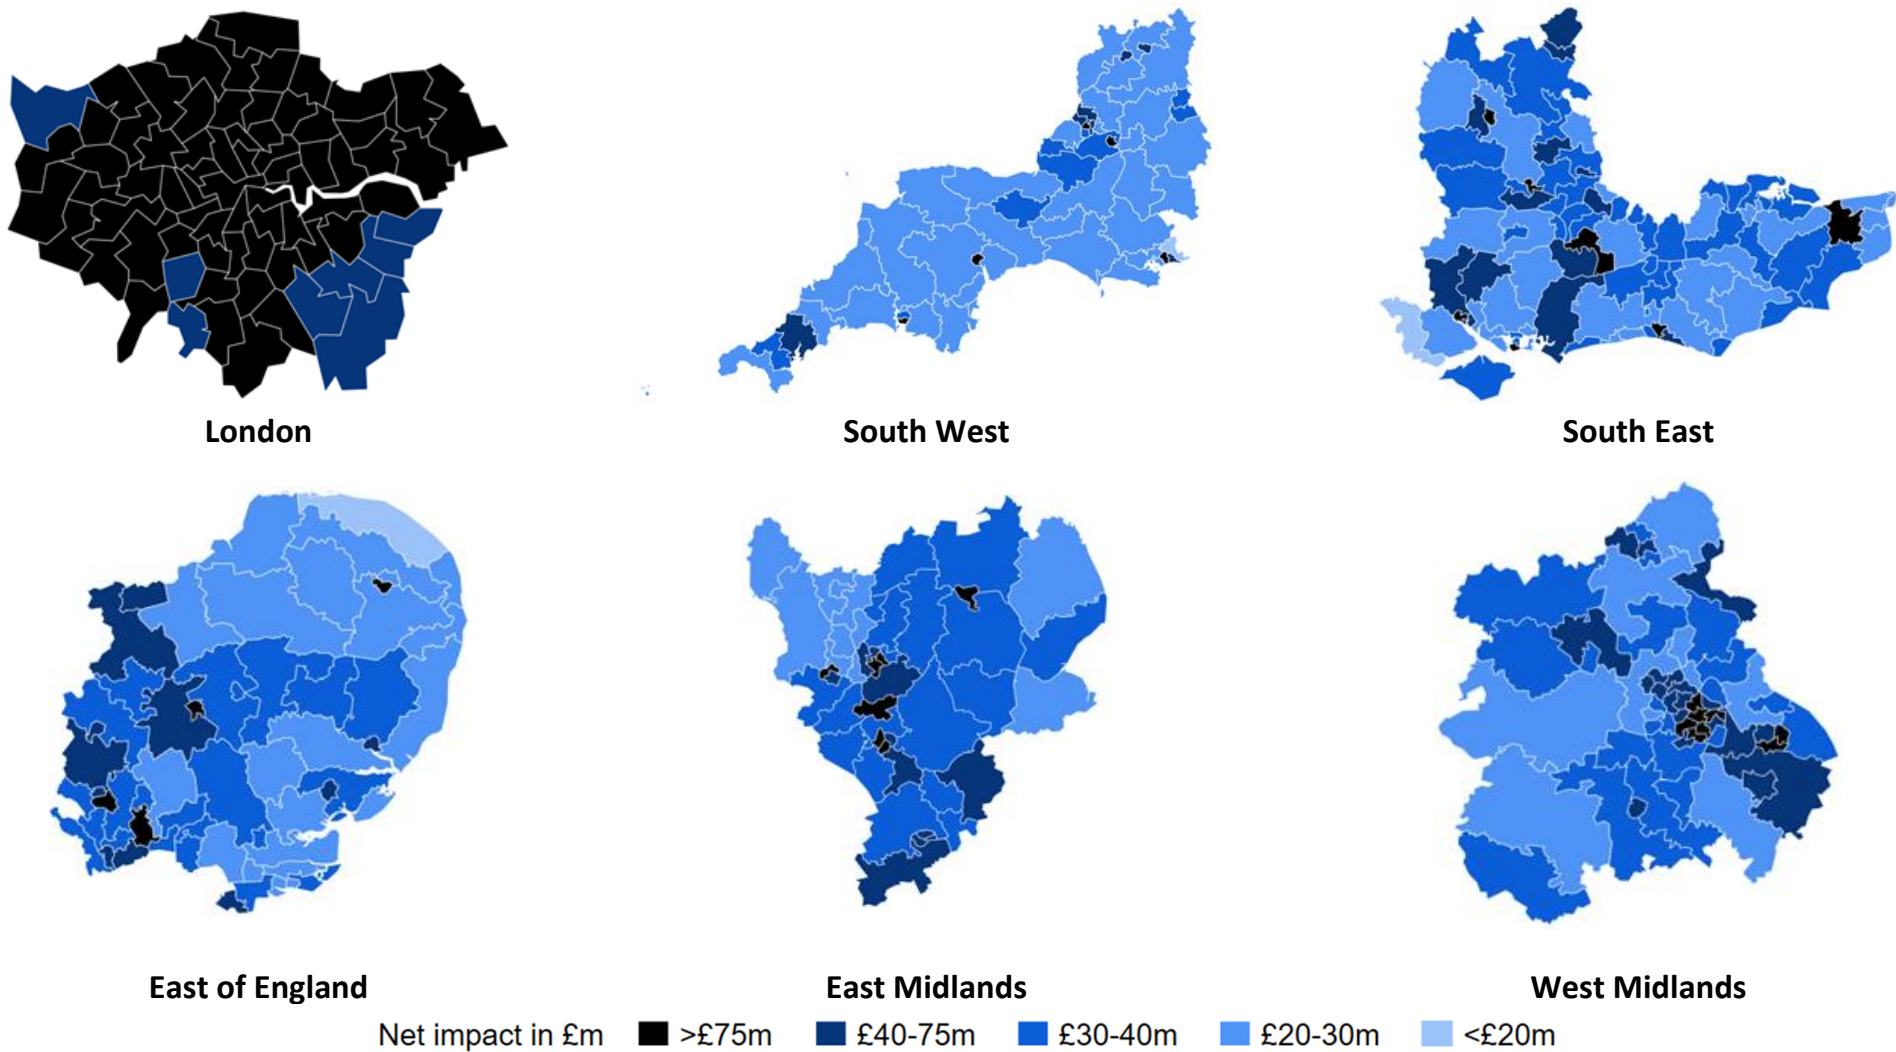 London
South West
South East
East of England
East Midlands
West Midlands
Net impact in £m >£75m £40-75m £30-40m £20-30m <£20m